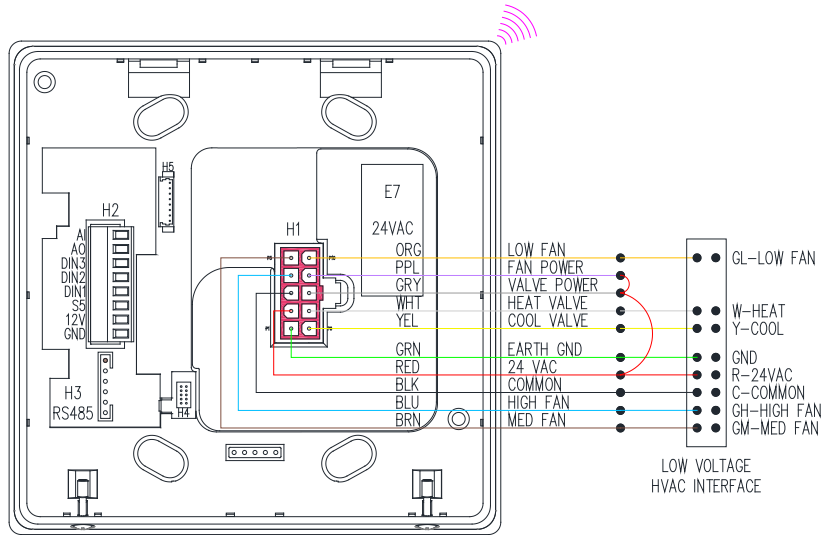 H5
H2
E7
24VAC
H1
AI
AO
DIN3
DIN2
DIN1
S5
12V
GND
H3
RS485
H4
ORG LOW FAN GL-LOW FAN
PPL FAN POWER
GRY VALVE POWER
WHT HEAT VALVE W-HEAT
YEL COOL VALVE Y-COOL
GRN EARTH GND GND
RED 24 VAC R-24VAC
BLK COMMON C-COMMON
BLU HIGH FAN GH-HIGH FAN
BRN MED FAN GM-MED FAN
LOW VOLTAGE
HVAC INTERFACE